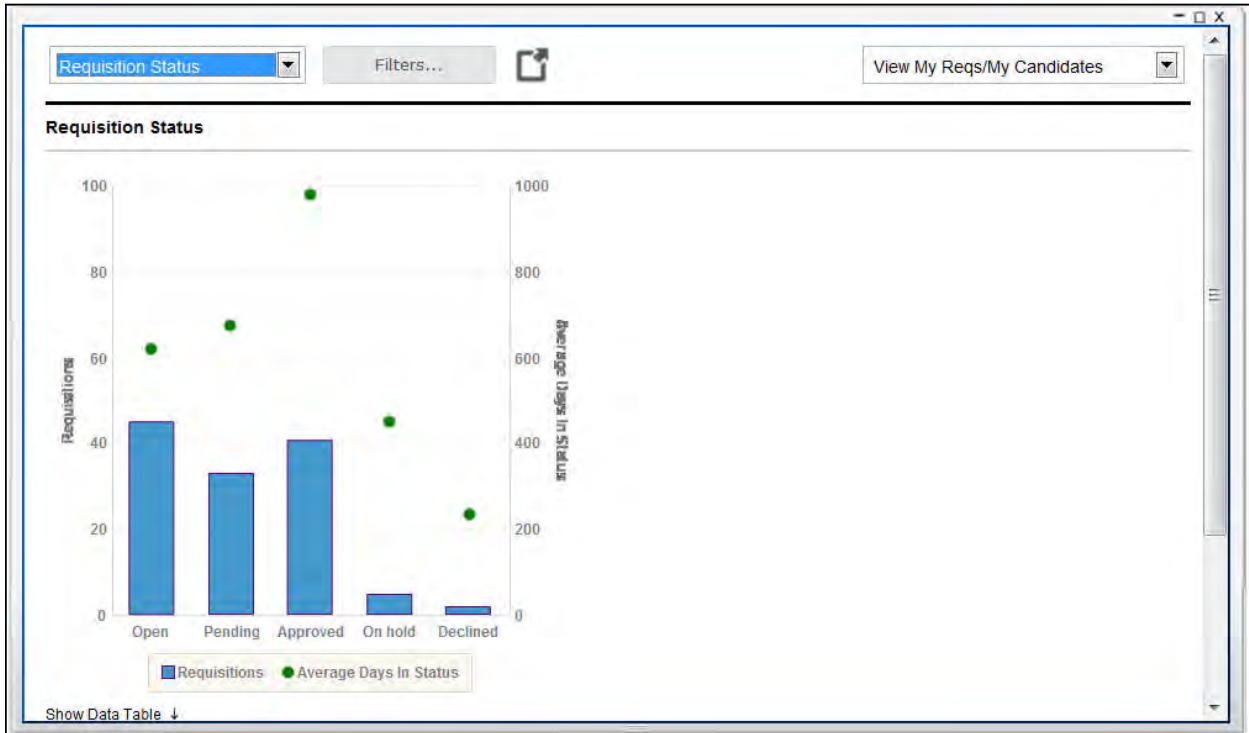 Requisition Status
Filters...
View My Reqs/My Candidates
Requisition Status
100
80
60
40
20
0
Requisitions
1000
800
600
400
200
0
Average Days In Status
Open Pending Approved On hold Declined
Requisitions Average Days In Status
Show Data Table ↓